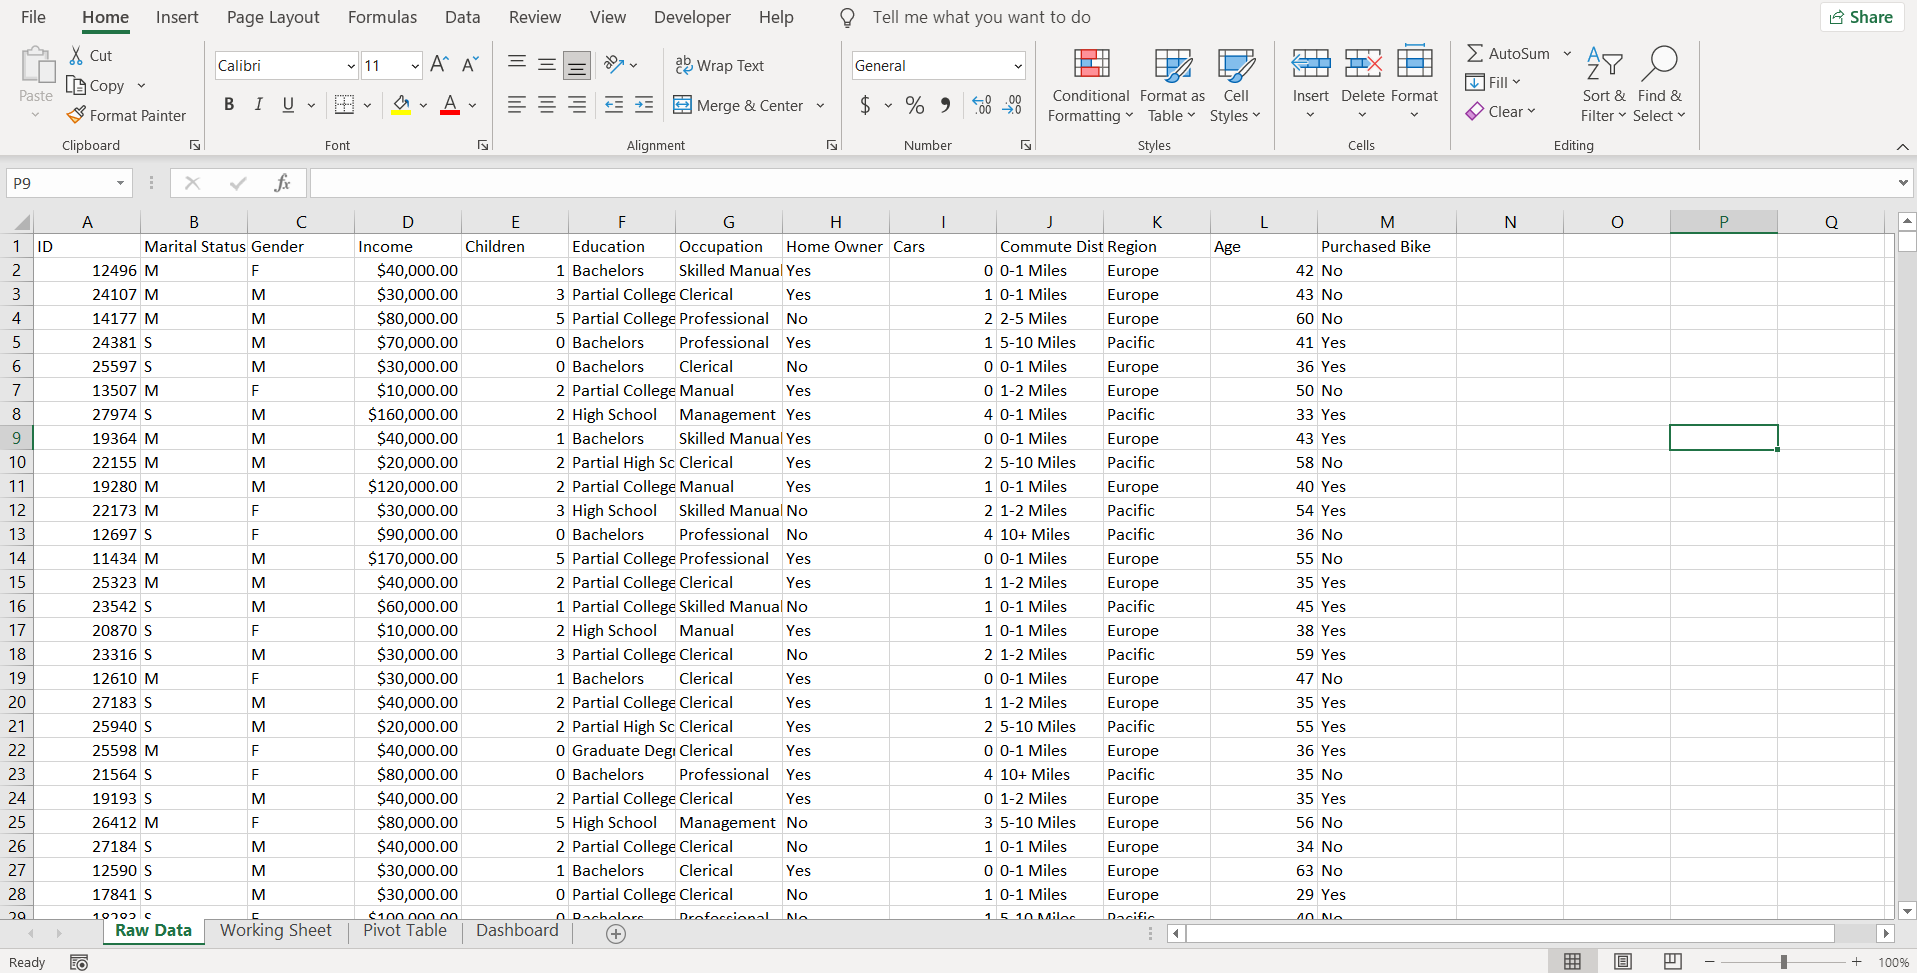 File Home Insert Page Layout Formulas Data Review View Developer Help Tell me what you want to do Share
Paste
Cut
Copy
Format Painter
Clipboard
Calibri 11 A A
B I U A
Font
ab Wrap Text
Merge & Center
Alignment
General
$ % 9 .00 .00
Number
Conditional Formatting
Format as Table
Cell Styles
Styles
Insert Delete Format
Cells
AutoSum
Fill
Clear
Sort & Filter
Find & Select
Editing
P9 fx
A B C D E F G H I J K L M N O P Q
1 ID Marital Status Gender Income Children Education Occupation Home Owner Cars Commute Dist Region Age Purchased Bike
2 12496 M F $40,000.00 1 Bachelors Skilled Manual Yes 0 0-1 Miles Europe 42 No
3 24107 M M $30,000.00 3 Partial College Clerical Yes 1 0-1 Miles Europe 43 No
4 14177 M M $80,000.00 5 Partial College Professional No 2 2-5 Miles Europe 60 No
5 24381 S M $70,000.00 0 Bachelors Professional Yes 1 5-10 Miles Pacific 41 Yes
6 25597 S M $30,000.00 0 Bachelors Clerical No 0 0-1 Miles Europe 36 Yes
7 13507 M F $10,000.00 2 Partial College Manual Yes 0 1-2 Miles Europe 50 No
8 27974 S M $160,000.00 2 High School Management Yes 4 0-1 Miles Pacific 33 Yes
9 19364 M M $40,000.00 1 Bachelors Skilled Manual Yes 0 0-1 Miles Europe 43 Yes
10 22155 M M $20,000.00 2 Partial High Sc Clerical Yes 2 5-10 Miles Pacific 58 No
11 19280 M M $120,000.00 2 Partial College Manual Yes 1 0-1 Miles Europe 40 Yes
12 22173 M F $30,000.00 3 High School Skilled Manual No 2 1-2 Miles Pacific 54 Yes
13 12697 S F $90,000.00 0 Bachelors Professional No 4 10+ Miles Pacific 36 No
14 11434 M M $170,000.00 5 Partial College Professional Yes 0 0-1 Miles Europe 55 No
15 25323 M M $40,000.00 2 Partial College Clerical Yes 1 1-2 Miles Europe 35 Yes
16 23542 S M $60,000.00 1 Partial College Skilled Manual No 1 0-1 Miles Pacific 45 Yes
17 20870 S F $10,000.00 2 High School Manual Yes 1 0-1 Miles Europe 38 Yes
18 23316 S M $30,000.00 3 Partial College Clerical No 2 1-2 Miles Pacific 59 Yes
19 12610 M F $30,000.00 1 Bachelors Clerical Yes 0 0-1 Miles Europe 47 No
20 27183 S M $40,000.00 2 Partial College Clerical Yes 1 1-2 Miles Europe 35 Yes
21 25940 S M $20,000.00 2 Partial High Sc Clerical Yes 2 5-10 Miles Pacific 55 Yes
22 25598 M F $40,000.00 0 Graduate Degr Clerical Yes 0 0-1 Miles Europe 36 Yes
23 21564 S F $80,000.00 0 Bachelors Professional Yes 4 10+ Miles Pacific 35 No
24 19193 S M $40,000.00 2 Partial College Clerical Yes 0 1-2 Miles Europe 35 Yes
25 26412 M F $80,000.00 5 High School Management No 3 5-10 Miles Europe 56 No
26 27184 S M $40,000.00 2 Partial College Clerical No 1 0-1 Miles Europe 34 No
27 12590 S M $30,000.00 1 Bachelors Clerical Yes 0 0-1 Miles Europe 63 No
28 17841 S M $30,000.00 0 Partial College Clerical No 1 0-1 Miles Europe 29 Yes
29 18283 S F $100,000.00 0 Bachelors Professional No 1 5-10 Miles Pacific 40 No
Raw Data Working Sheet Pivot Table Dashboard
Ready 100%